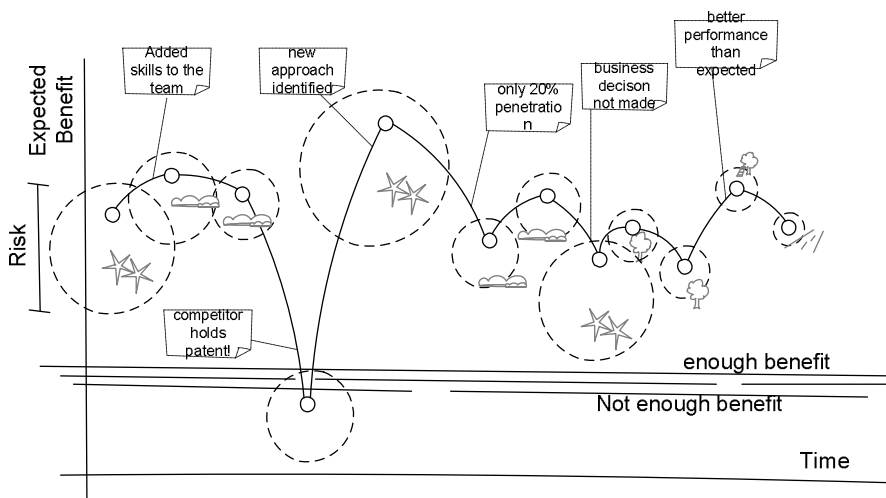 better
performance
than
expected
Added
skills to the
team
new
approach
identified
business
decison
not made
only 20%
penetratio
n
Expected
Benefit
Risk
competitor
holds
patent!
enough benefit
Not enough benefit
Time